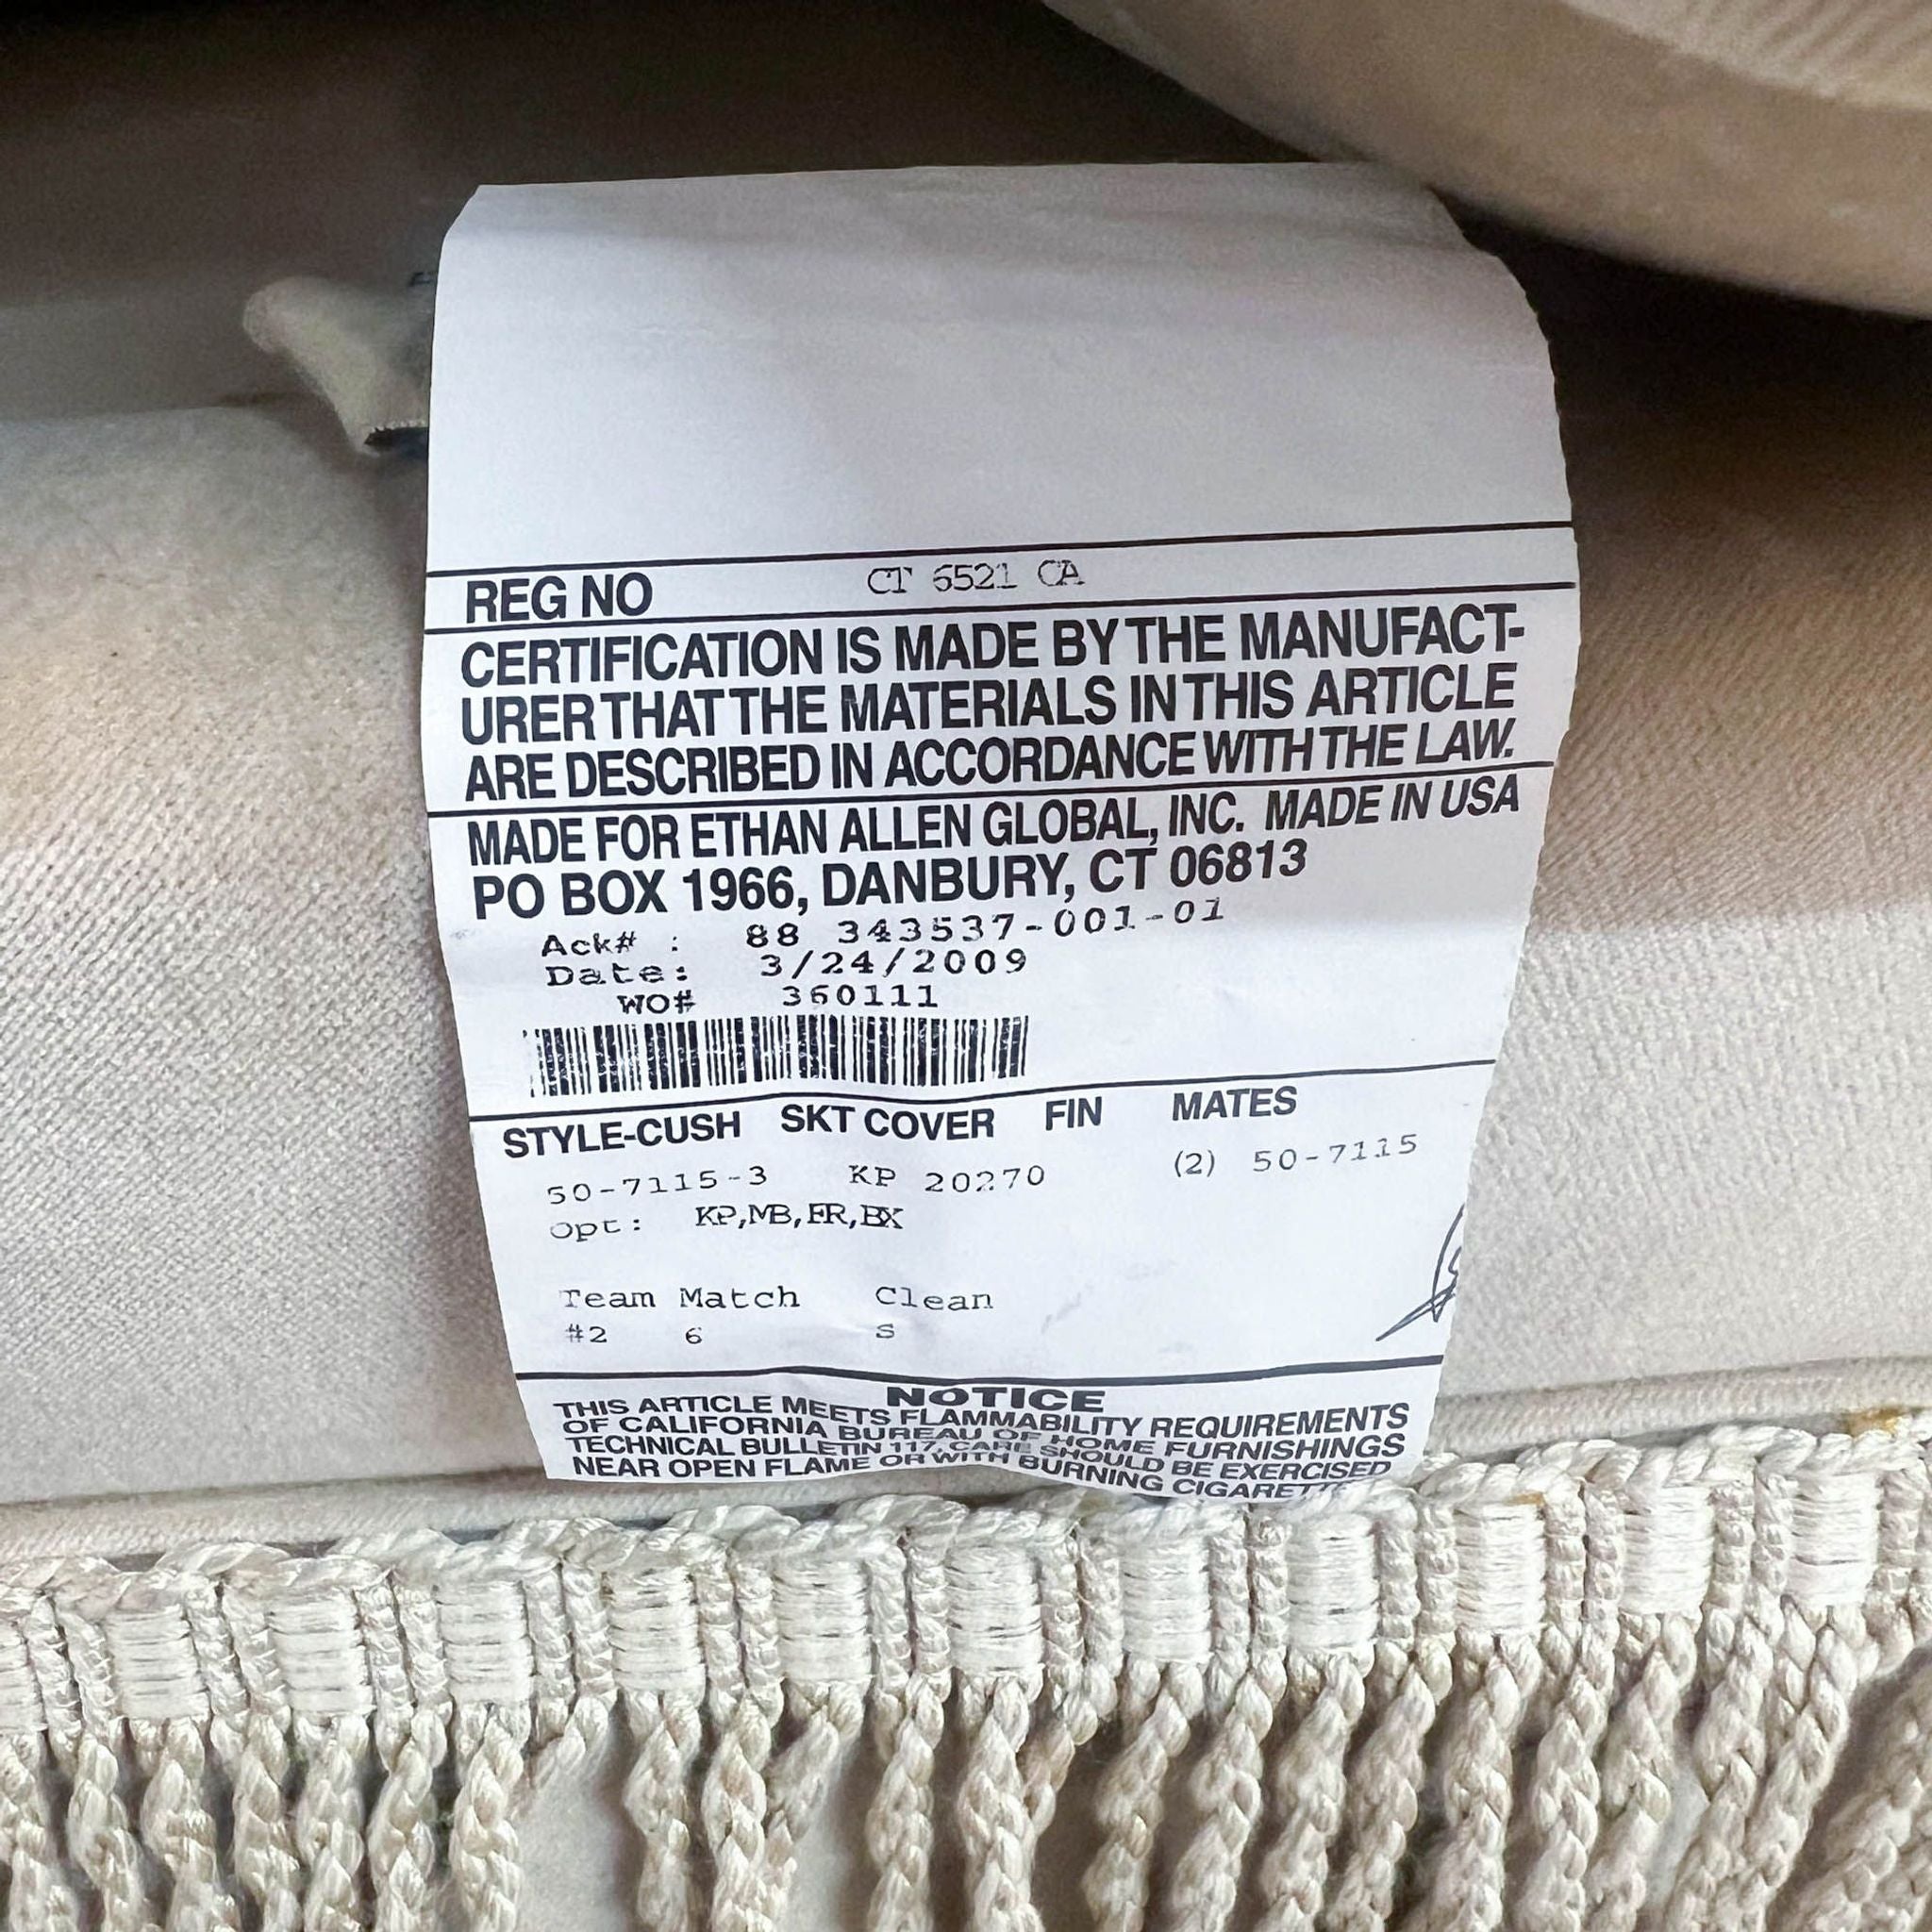 REG NO CT 6521 CA
CERTIFICATION IS MADE BY THE MANUFACT-
URER THAT THE MATERIALS IN THIS ARTICLE
ARE DESCRIBED IN ACCORDANCE WITH THE LAW.
MADE FOR ETHAN ALLEN GLOBAL, INC. MADE IN USA
PO BOX 1966, DANBURY, CT 06813
Ack# : 88 343537-001-01
Date: 3/24/2009
WO# 360111
STYLE-CUSH SKT COVER FIN MATES
50-7115-3 KP 20270 (2) 50-7115
Opt: KP,MB,FR,BX
Team Match Clean
#2 6 S
NOTICE
THIS ARTICLE MEETS FLAMMABILITY REQUIREMENTS
OF CALIFORNIA BUREAU OF HOME FURNISHINGS
TECHNICAL BULLETIN 117, CARE SHOULD BE EXERCISED
NEAR OPEN FLAME OR WITH BURNING